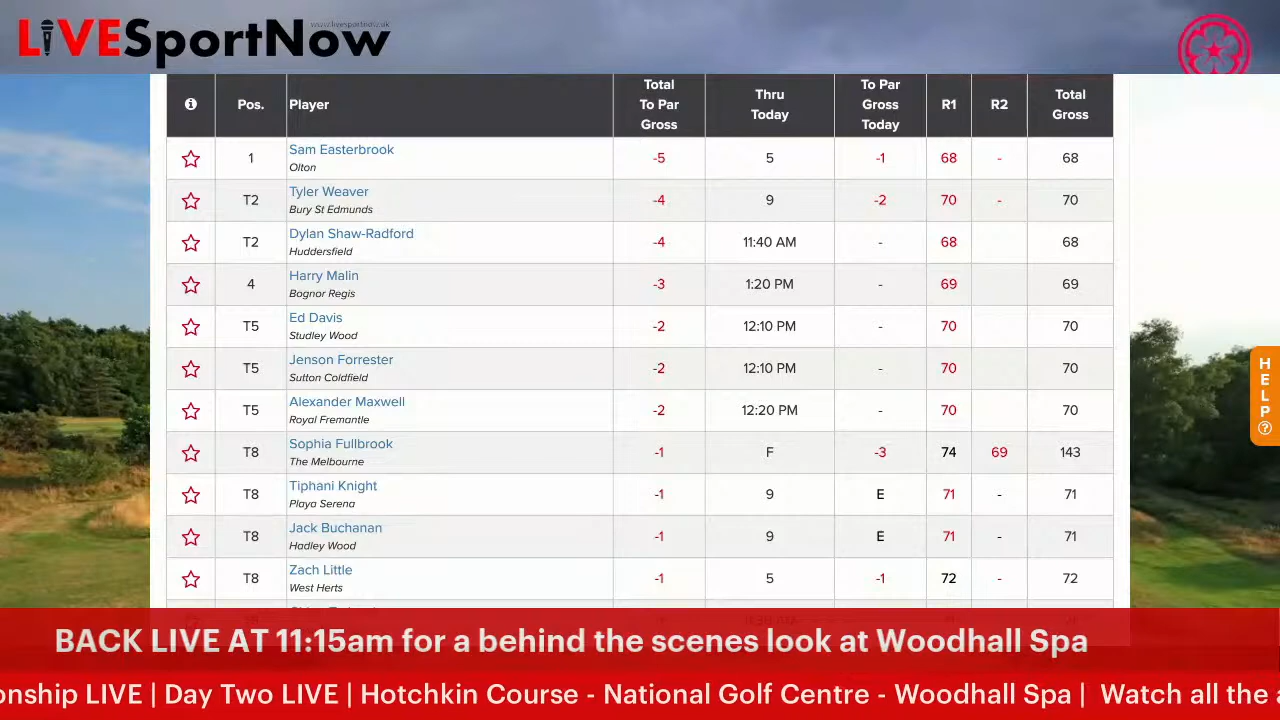 LiVESportNow
www.livesportnow.uk
Pos. Player Total To Par Gross Thru Today To Par Gross Today R1 R2 Total Gross
1 Sam Easterbrook -5 5 -1 68 - 68
Olton
T2 Tyler Weaver -4 9 -2 70 - 70
Bury St Edmunds
T2 Dylan Shaw-Radford -4 11:40 AM - 68 68
Huddersfield
4 Harry Malin -3 1:20 PM - 69 69
Bognor Regis
T5 Ed Davis -2 12:10 PM - 70 70
Studley Wood
T5 Jenson Forrester -2 12:10 PM - 70 70
Sutton Coldfield
T5 Alexander Maxwell -2 12:20 PM - 70 70
Royal Fremantle
T8 Sophia Fullbrook -1 F -3 74 69 143
The Melbourne
T8 Tiphani Knight -1 9 E 71 - 71
Playa Serena
T8 Jack Buchanan -1 9 E 71 - 71
Hadley Wood
T8 Zach Little -1 5 -1 72 - 72
West Herts
HELP?
BACK LIVE AT 11:15am for a behind the scenes look at Woodhall Spa
onship LIVE | Day Two LIVE | Hotchkin Course - National Golf Centre - Woodhall Spa | Watch all the a